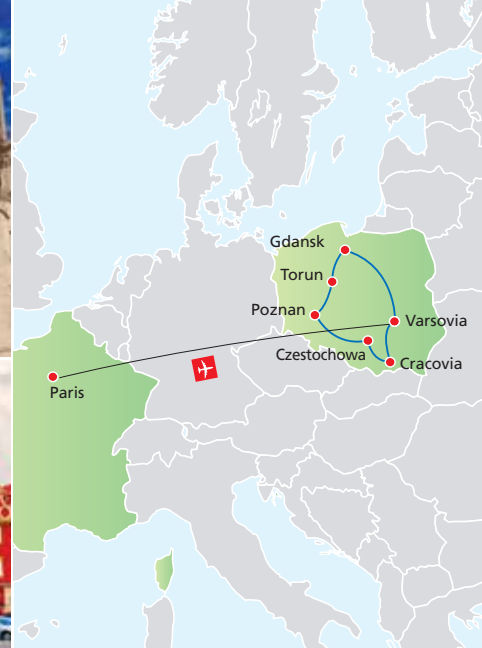 Gdansk
Torun
Poznan
Varsovia
Czestochowa
Cracovia
Paris